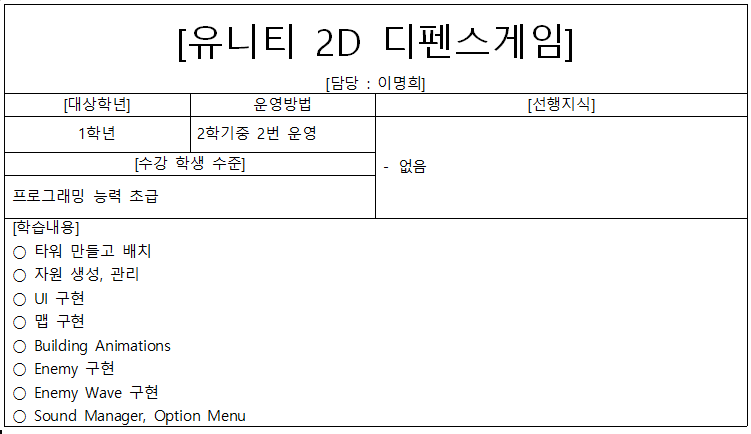 [유니티 2D 디펜스게임]
[담당 : 이명희]
[대상학년]
운영방법
[선행지식]
1학년
2학기중 2번 운영
- 없음
[수강 학생 수준]
프로그래밍 능력 초급
[학습내용]
○ 타워 만들고 배치
○ 자원 생성, 관리
○ UI 구현
○ 맵 구현
○ Building Animations
○ Enemy 구현
○ Enemy Wave 구현
○ Sound Manager, Option Menu